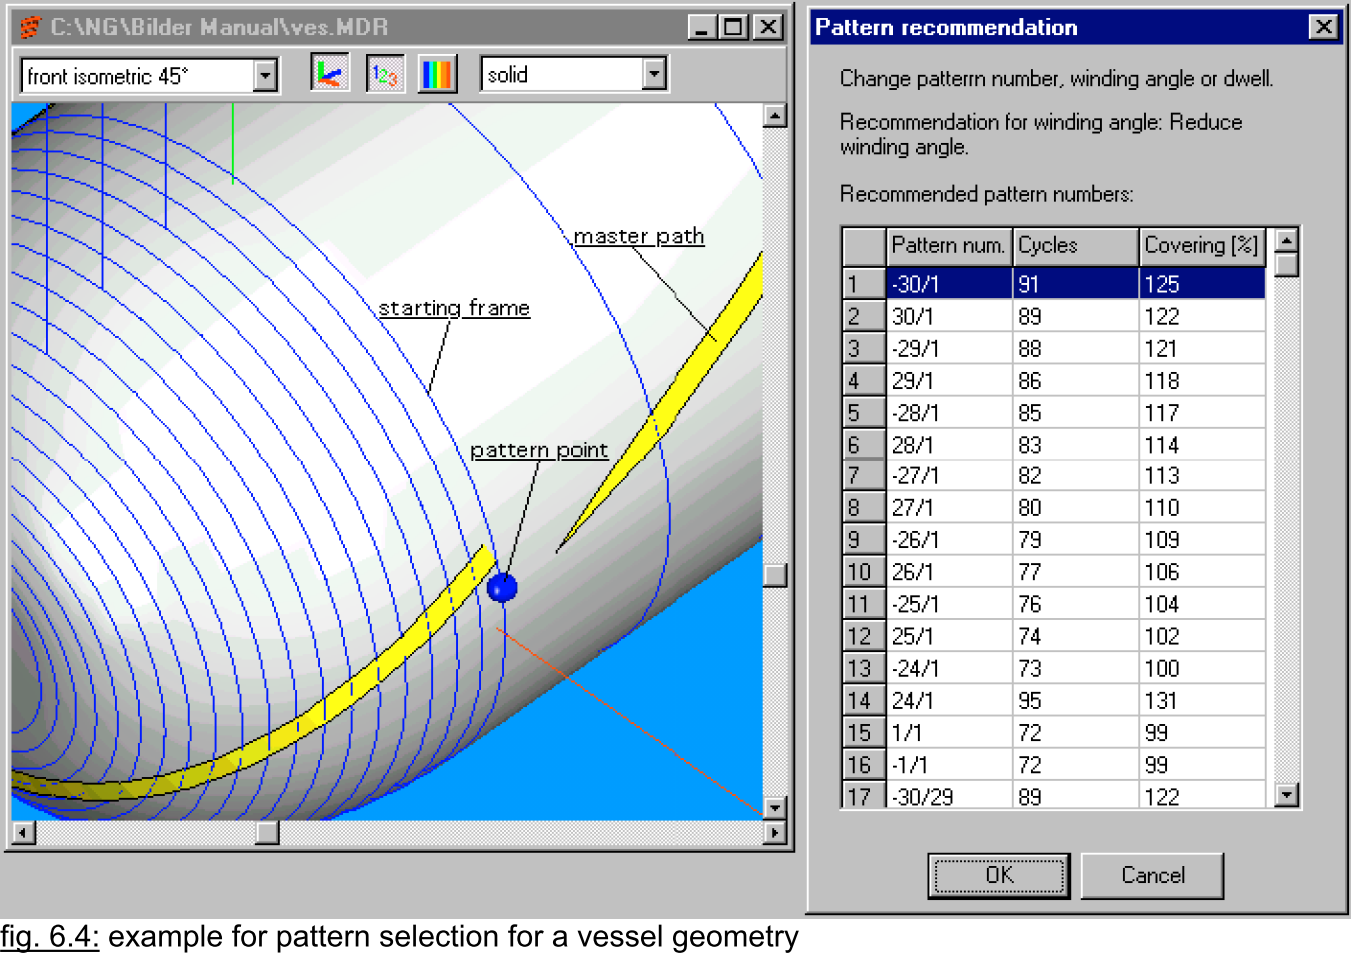 C:\NG\Bilder Manual\ves.MDR
front isometric 45°
123
solid
master path
starting frame
pattern point
Pattern recommendation
Change patterrn number, winding angle or dwell.
Recommendation for winding angle: Reduce
winding angle.
Recommended pattern numbers:
Pattern num. Cycles Covering [%]
1 -30/1 91 125
2 30/1 89 122
3 -29/1 88 121
4 29/1 86 118
5 -28/1 85 117
6 28/1 83 114
7 -27/1 82 113
8 27/1 80 110
9 -26/1 79 109
10 26/1 77 106
11 -25/1 76 104
12 25/1 74 102
13 -24/1 73 100
14 24/1 95 131
15 1/1 72 99
16 -1/1 72 99
17 -30/29 89 122
OK Cancel
fig. 6.4: example for pattern selection for a vessel geometry